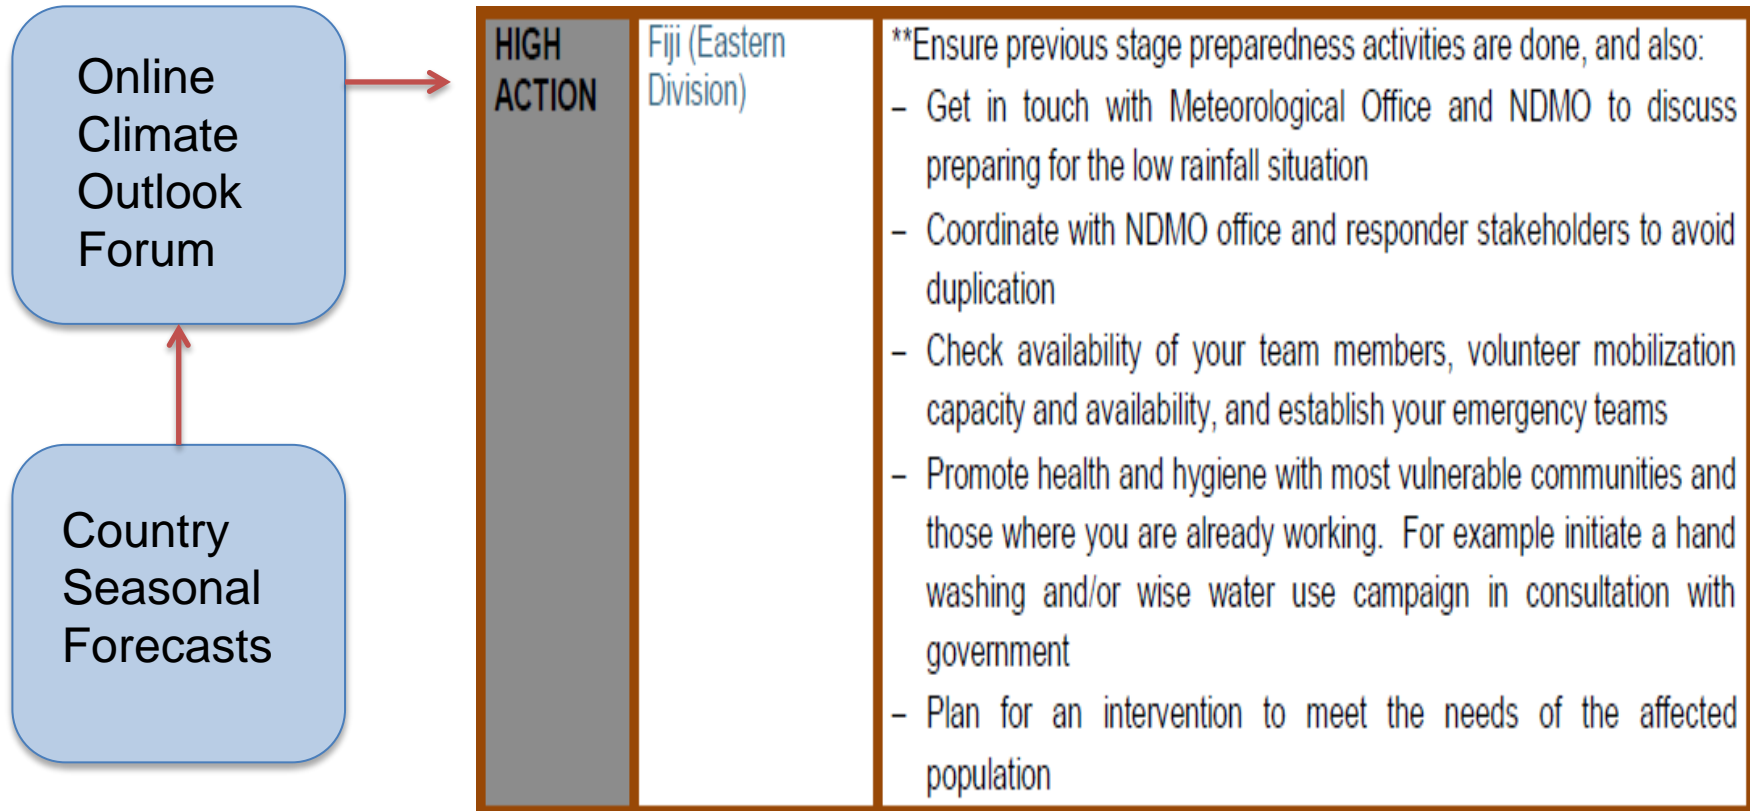 Online
Climate
Outlook
Forum
Country
Seasonal
Forecasts
HIGH
ACTION
Fiji (Eastern
Division)
**Ensure previous stage preparedness activities are done, and also:
– Get in touch with Meteorological Office and NDMO to discuss
preparing for the low rainfall situation
– Coordinate with NDMO office and responder stakeholders to avoid
duplication
– Check availability of your team members, volunteer mobilization
capacity and availability, and establish your emergency teams
– Promote health and hygiene with most vulnerable communities and
those where you are already working. For example initiate a hand
washing and/or wise water use campaign in consultation with
government
– Plan for an intervention to meet the needs of the affected
population